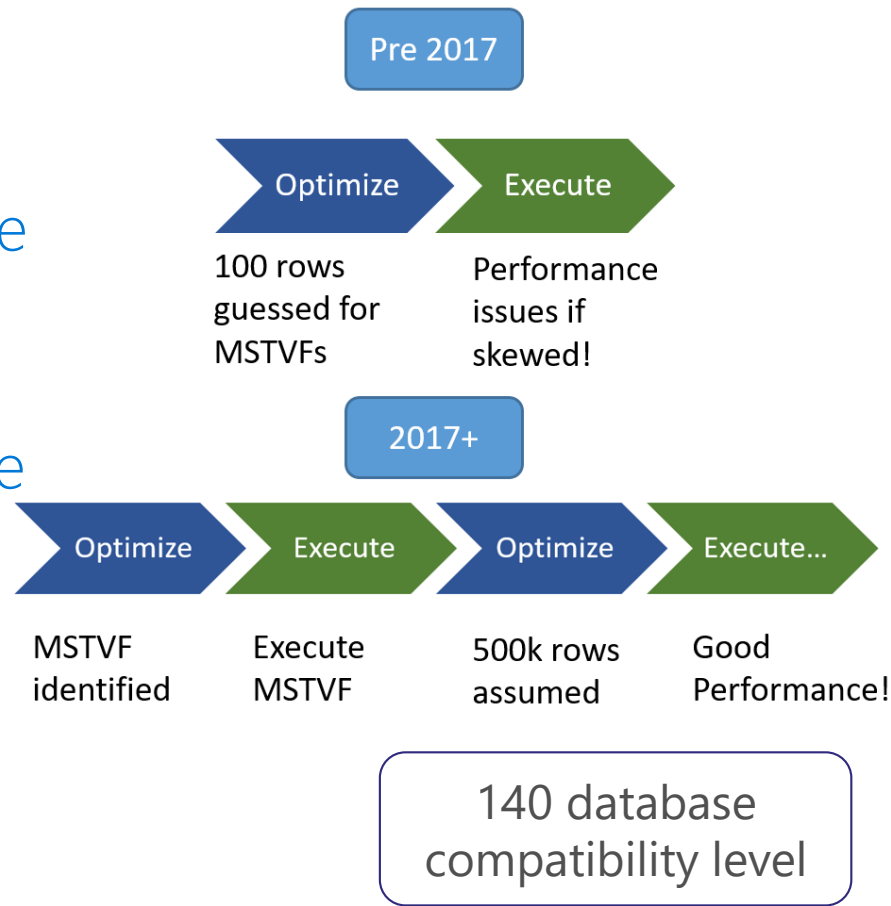 Pre 2017
Optimize
Execute
100 rows
guessed for
MSTVFs
Performance
issues if
skewed!
2017+
Optimize
Execute
Optimize
Execute...
MSTVF
identified
Execute
MSTVF
500k rows
assumed
Good
Performance!
140 database
compatibility level